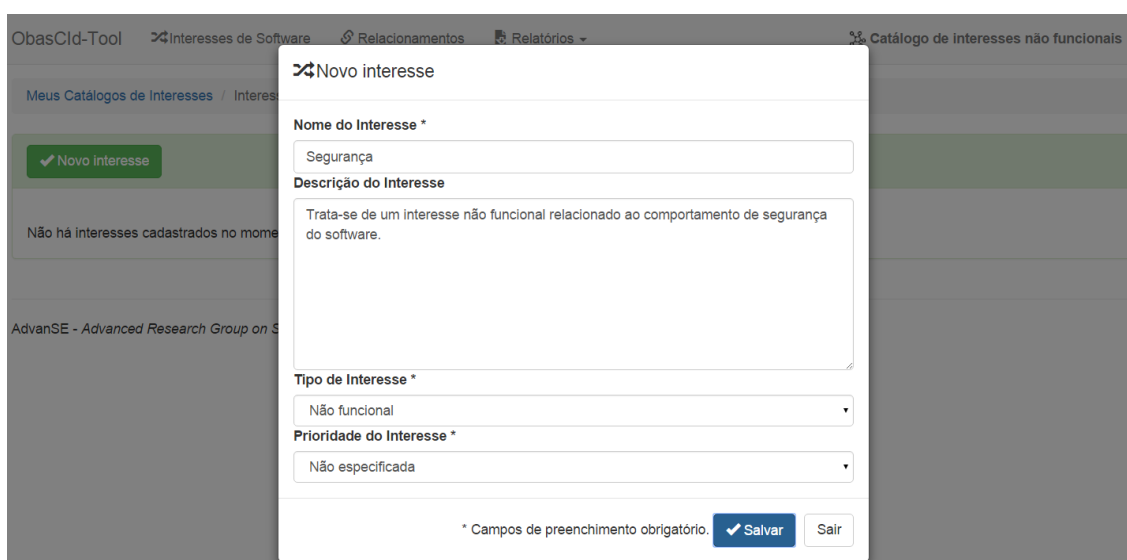 ObasCId-Tool Interesses de Software Relacionamentos Relatórios Catálogo de interesses não funcionais
Novo interesse
Meus Catálogos de Interesses /
Nome do Interesse *
Novo interesse
Segurança
Descrição do Interesse
Trata-se de um interesse não funcional relacionado ao comportamento de segurança
do software.
Não há interesses cadastrados no
AdvanSE - Advanced Research Group on
Tipo de Interesse *
Não funcional
Prioridade do Interesse *
Não especificada
* Campos de preenchimento obrigatório. Salvar Sair